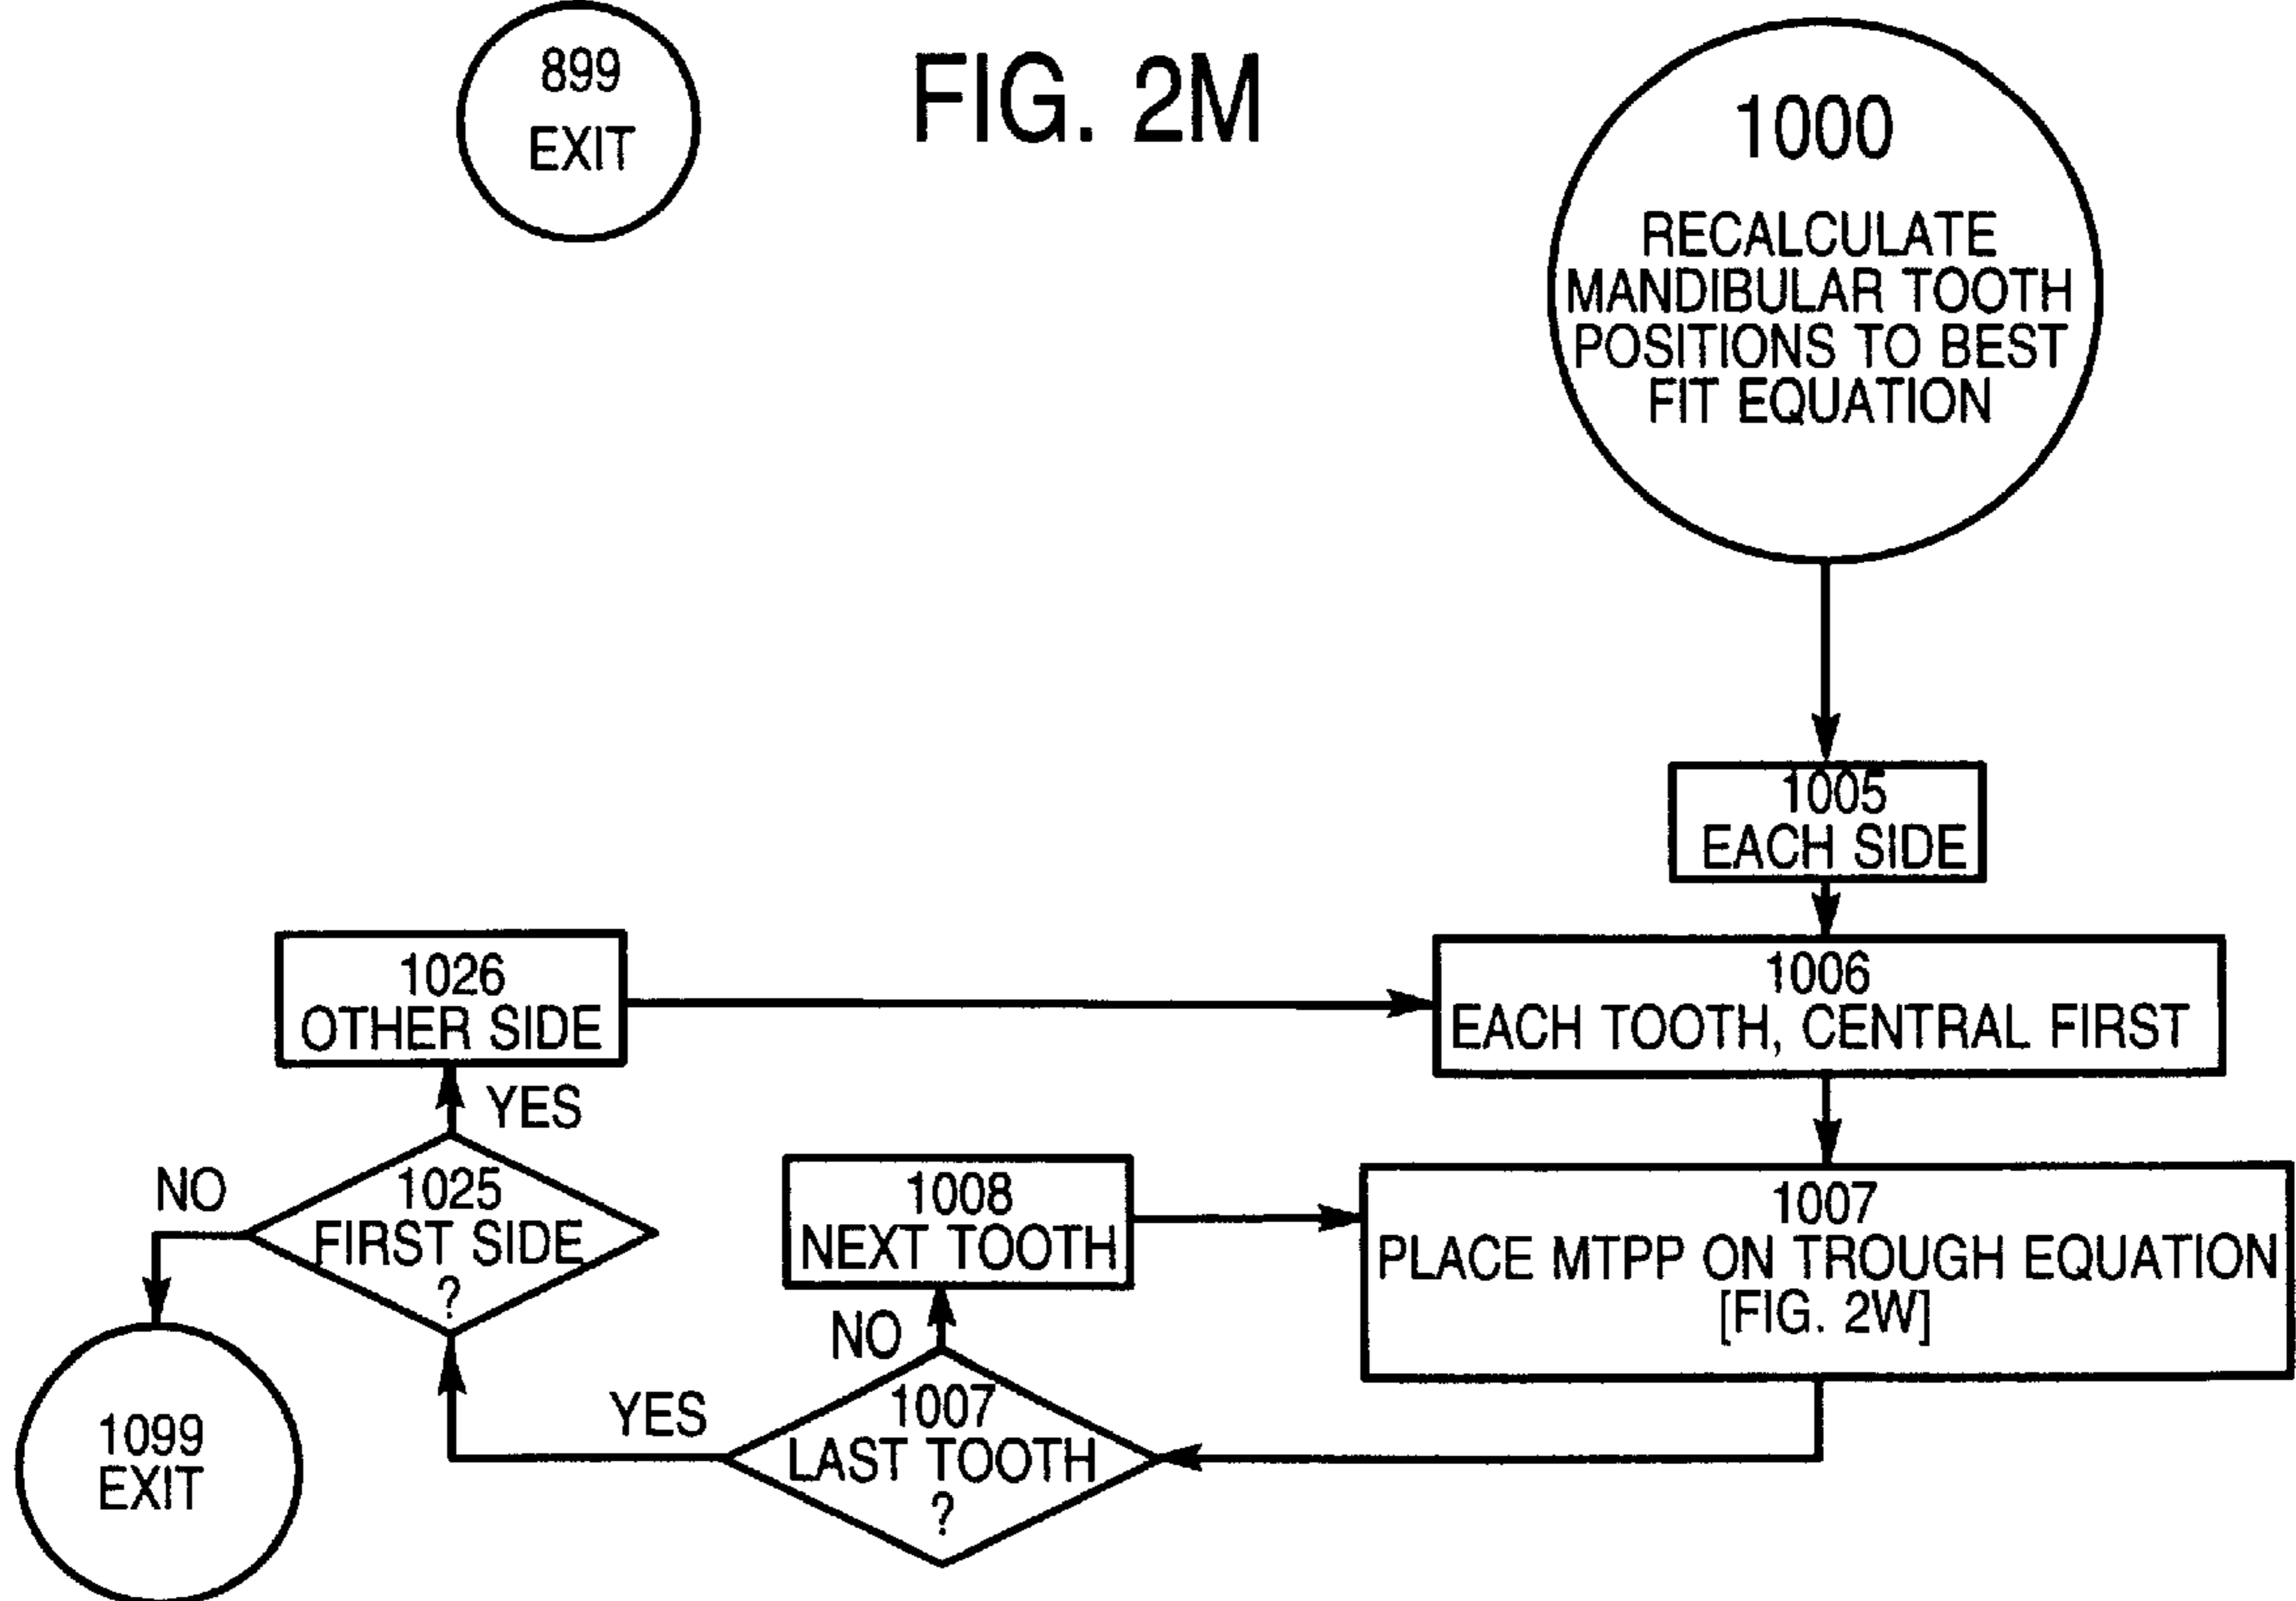 899
EXIT
FIG. 2M
1000
RECALCULATE
MANDIBULAR TOOTH
POSITIONS TO BEST
FIT EQUATION
1005
EACH SIDE
1026
OTHER SIDE
1006
EACH TOOTH, CENTRAL FIRST
YES
NO
1025
FIRST SIDE
?
1008
NEXT TOOTH
1007
PLACE MTPP ON TROUGH EQUATION
[FIG. 2W]
NO
YES
1007
LAST TOOTH
?
1099
EXIT